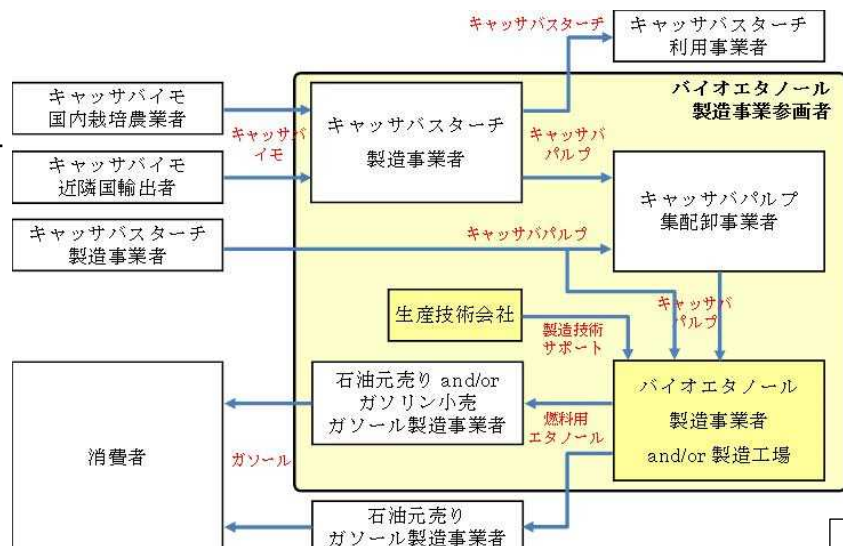 キャッサバスターチ
キャッサバスターチ
利用事業者
バイオエタノール
製造事業参画者
キャッサバイモ
国内栽培農業者
キャッサバ
イモ
キャッサバスターチ
製造事業者
キャッサバ
パルプ
キャッサバイモ
近隣国輸出者
キャッサバパルプ
集配卸事業者
キャッサバスターチ
製造事業者
キャッサバパルプ
キャッサバ
パルプ
生産技術会社
製造技術
サポート
石油元売り and/or
ガソリン小売
ガソール製造事業者
燃料用
エタノール
バイオエタノール
製造事業者
and/or 製造工場
消費者
ガソール
石油元売り
ガソール製造事業者